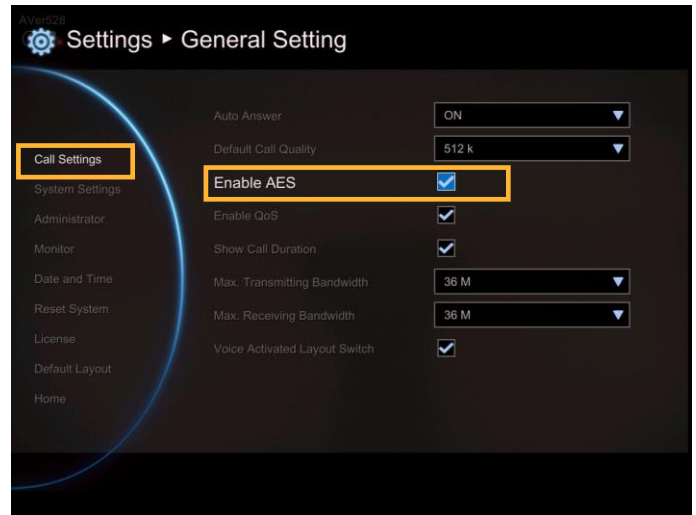 AVer528
Settings ▸ General Setting
Auto Answer ON
Default Call Quality 512 k
Call Settings
Enable AES
System Settings
Enable QoS
Administrator
Show Call Duration
Monitor
Date and Time
Max. Transmitting Bandwidth 36 M
Reset System
Max. Receiving Bandwidth 36 M
License
Voice Activated Layout Switch
Default Layout
Home